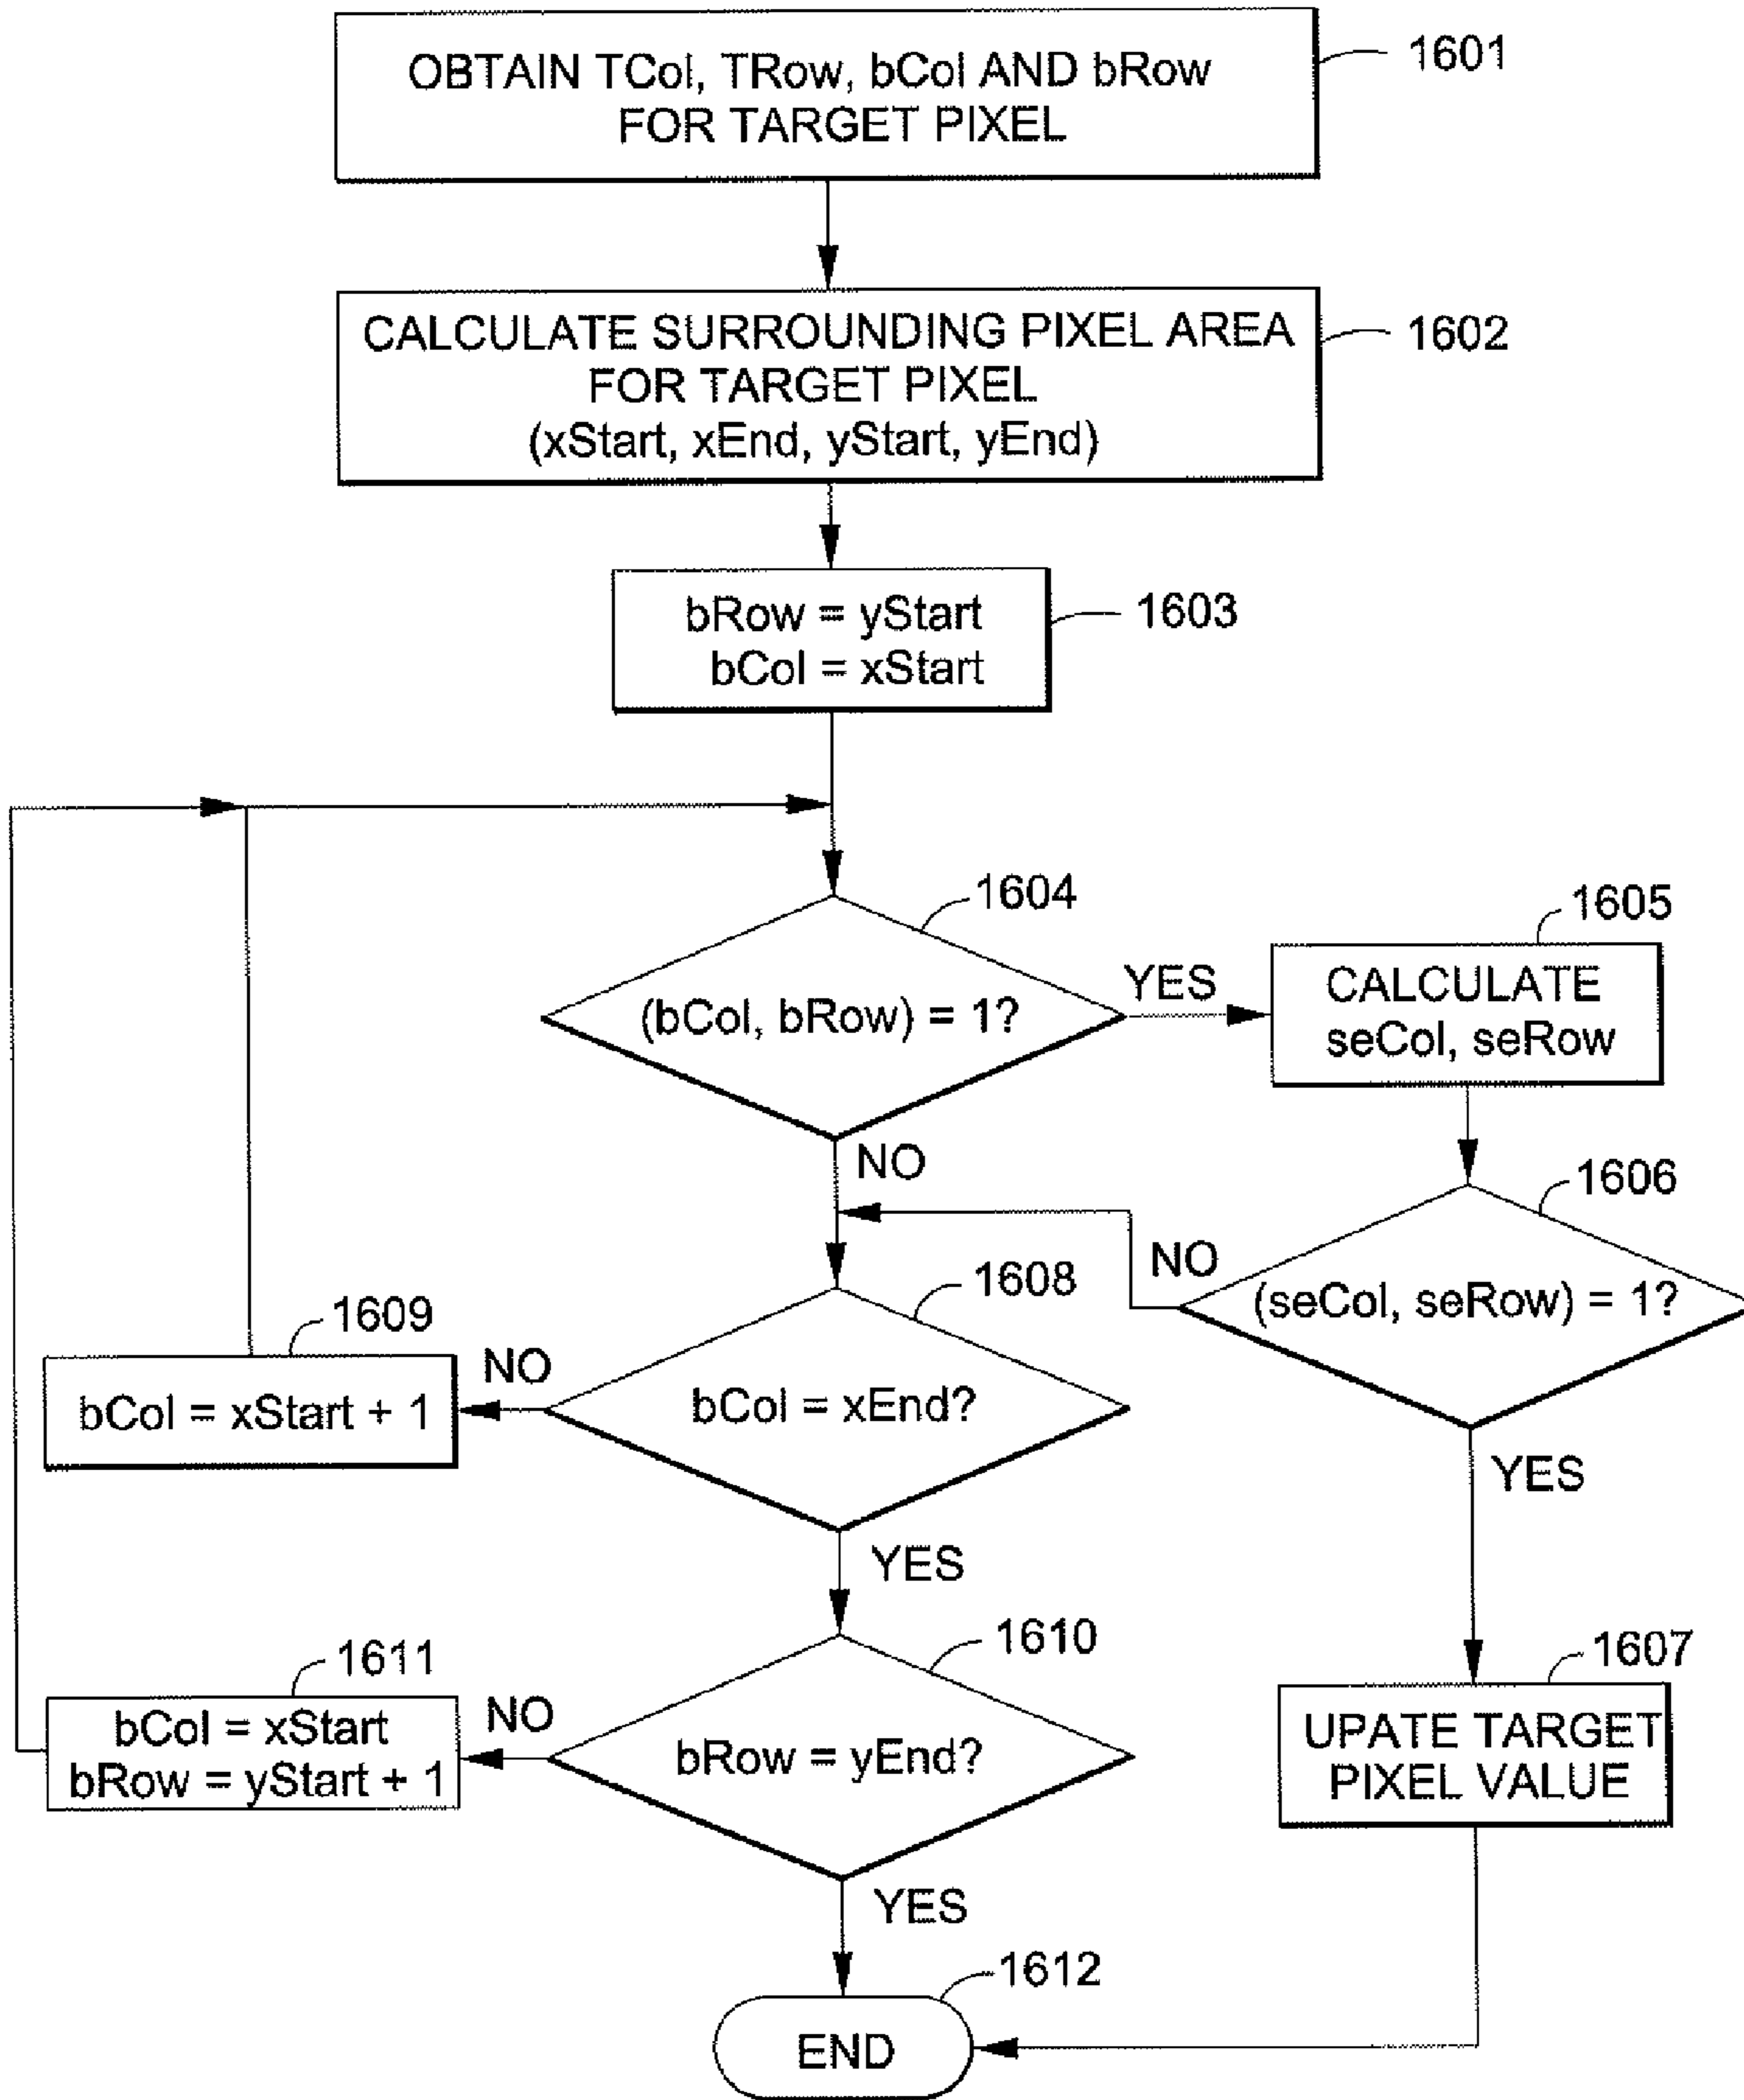 OBTAIN TCol, TRow, bCol AND bRow
FOR TARGET PIXEL
1601
CALCULATE SURROUNDING PIXEL AREA
FOR TARGET PIXEL
(xStart, xEnd, yStart, yEnd)
1602
bRow = yStart
bCol = xStart
1603
1604
(bCol, bRow) = 1?
YES
NO
1605
CALCULATE
seCol, seRow
1606
(seCol, seRow) = 1?
NO
YES
1608
bCol = xEnd?
NO
YES
1609
bCol = xStart + 1
1610
bRow = yEnd?
NO
YES
1611
bCol = xStart
bRow = yStart + 1
1607
UPATE TARGET
PIXEL VALUE
1612
END